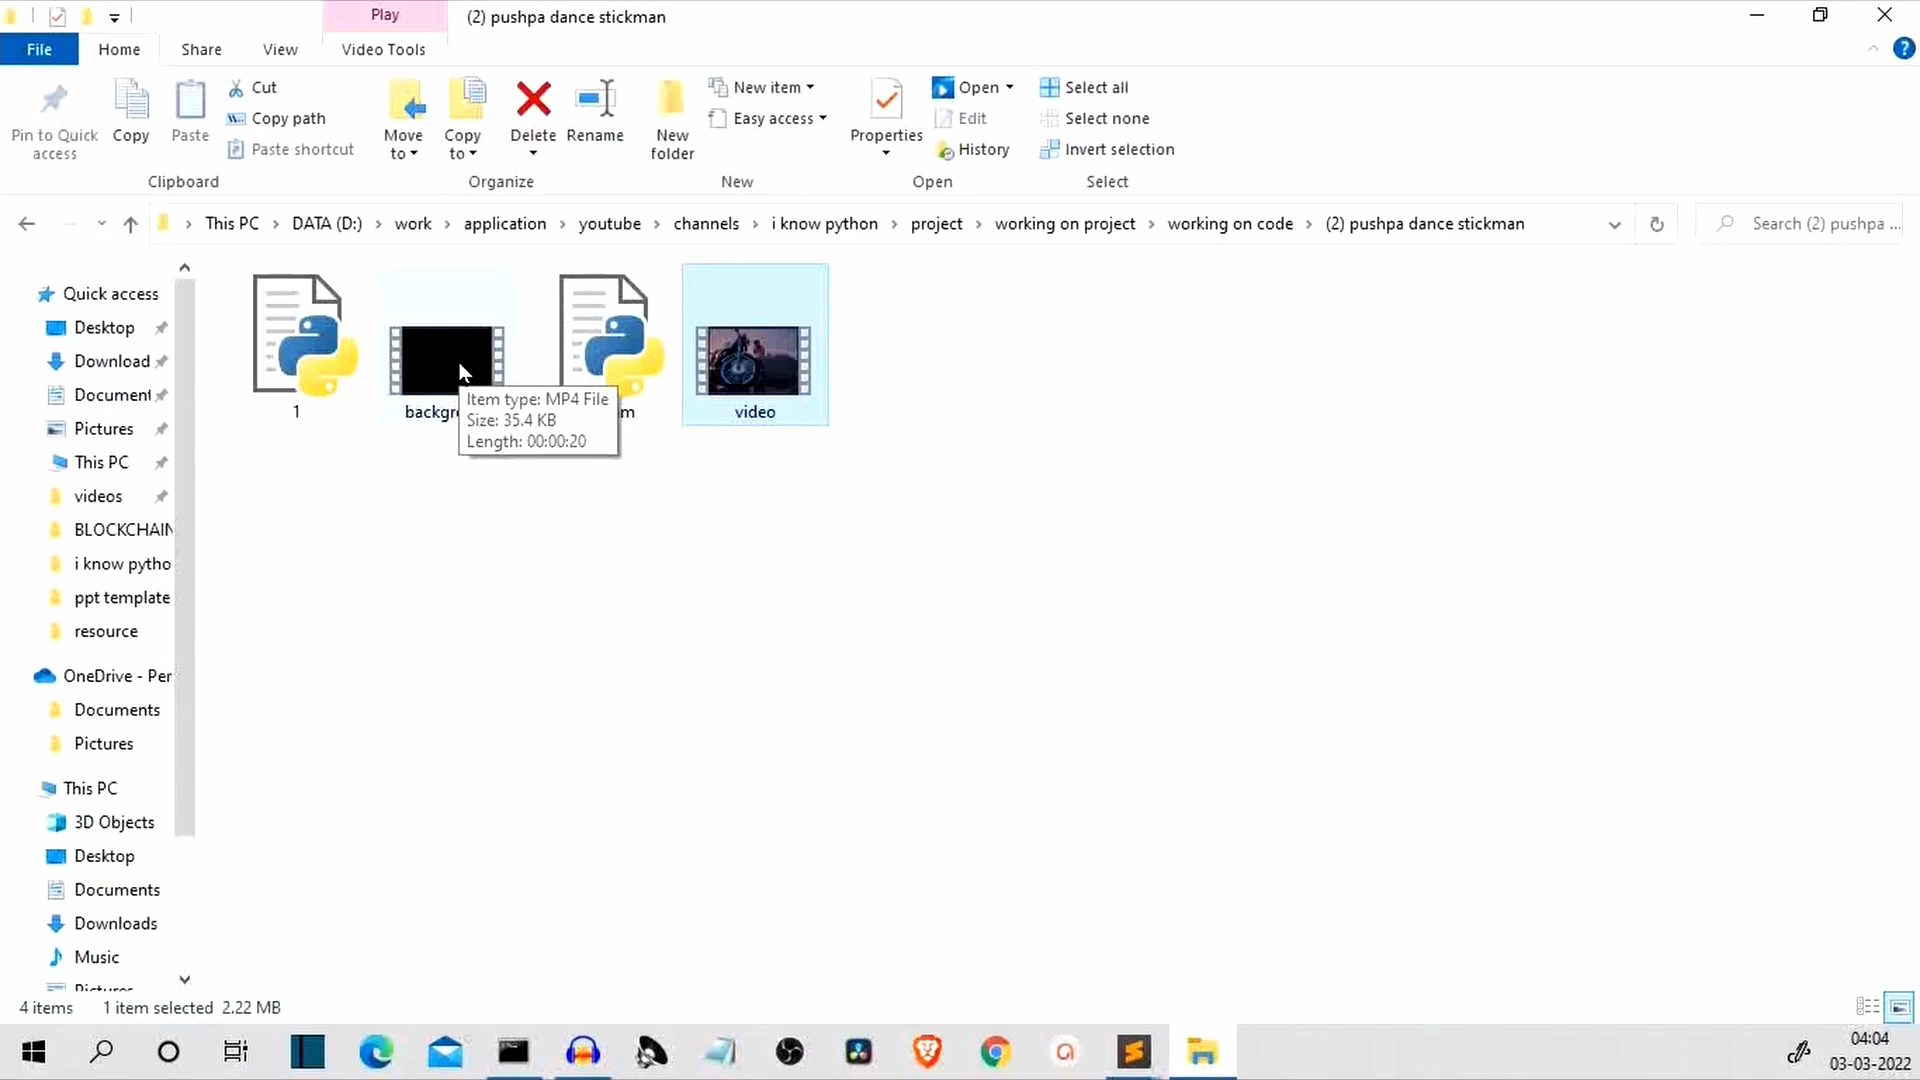 Play
(2) pushpa dance stickman
File
Home
Share
View
Video Tools
Pin to Quick access
Copy
Paste
Cut
Copy path
Paste shortcut
Move to
Copy to
Delete
Rename
New folder
New item
Easy access
Properties
Open
Edit
History
Select all
Select none
Invert selection
Clipboard
Organize
New
Open
Select
This PC > DATA (D:) > work > application > youtube > channels > i know python > project > working on project > working on code > (2) pushpa dance stickman
Search (2) pushpa ...
Quick access
Desktop
Download
Document
Pictures
This PC
videos
BLOCKCHAIN
i know pytho
ppt template
resource
OneDrive - Per
Documents
Pictures
This PC
3D Objects
Desktop
Documents
Downloads
Music
Pictures
1
backgr
m
video
Item type: MP4 File
Size: 35.4 KB
Length: 00:00:20
4 items
1 item selected 2.22 MB
04:04
03-03-2022